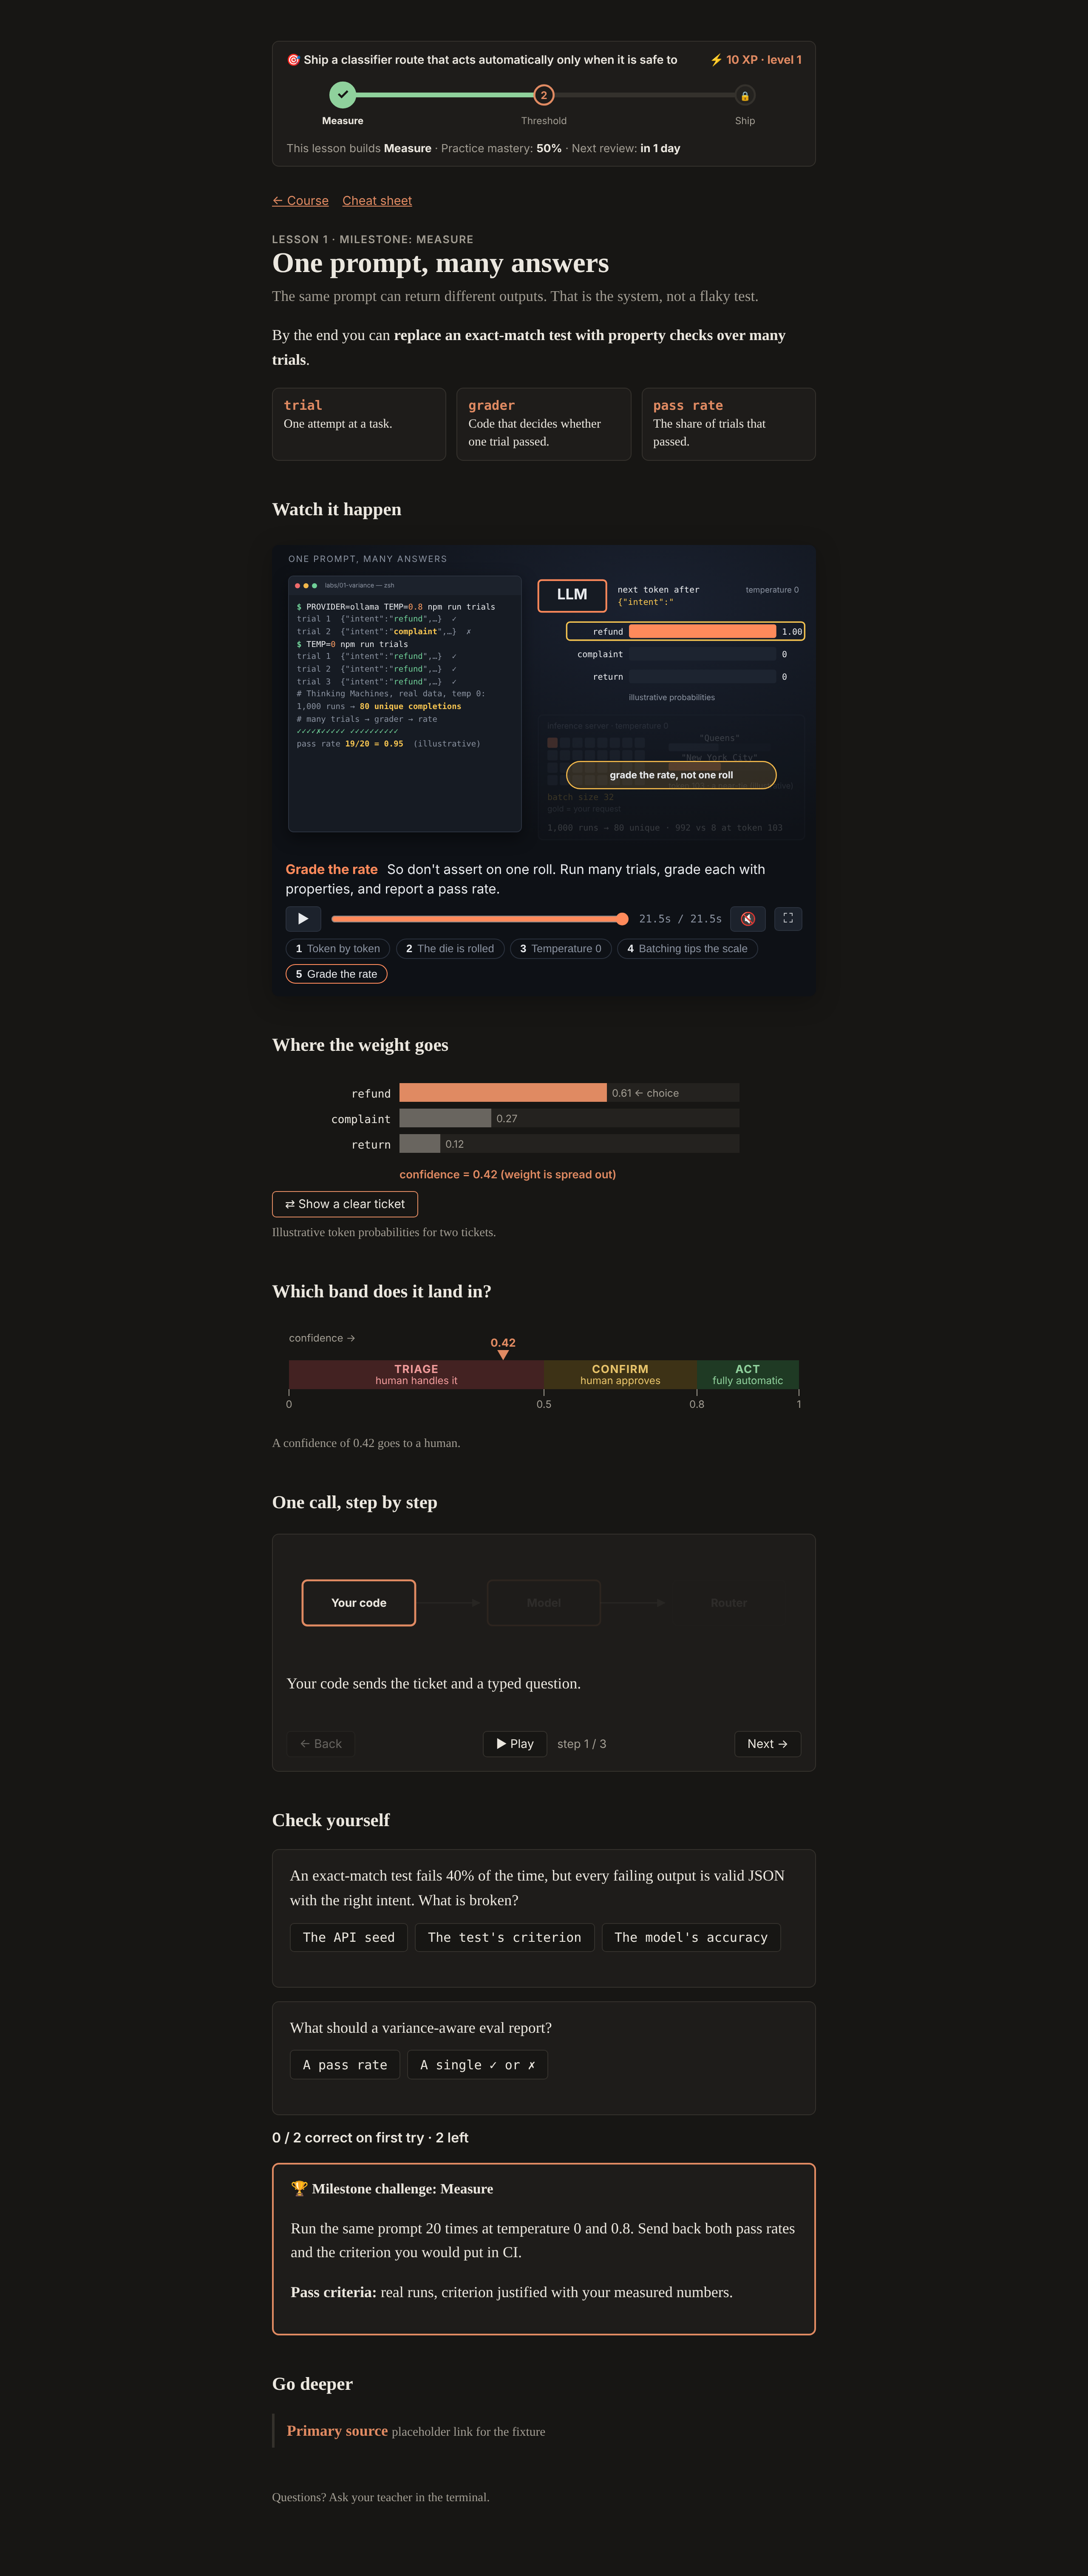 🎯 Ship a classifier route that acts automatically only when it is safe to
⚡ 10 XP · level 1
✓
2
🔒
Measure
Threshold
Ship
This lesson builds Measure · Practice mastery: 50% · Next review: in 1 day
← Course
Cheat sheet
LESSON 1 · MILESTONE: MEASURE
One prompt, many answers
The same prompt can return different outputs. That is the system, not a flaky test.
By the end you can replace an exact-match test with property checks over many
trials.
trial
One attempt at a task.
grader
Code that decides whether
one trial passed.
pass rate
The share of trials that
passed.
Watch it happen
ONE PROMPT, MANY ANSWERS
labs/01-variance — zsh
$ PROVIDER=ollama TEMP=0.8 npm run trials
trial 1 {"intent":"refund",…} ✓
trial 2 {"intent":"complaint",…} ✗
$ TEMP=0 npm run trials
trial 1 {"intent":"refund",…} ✓
trial 2 {"intent":"refund",…} ✓
trial 3 {"intent":"refund",…} ✓
# Thinking Machines, real data, temp 0:
1,000 runs → 80 unique completions
# many trials → grader → rate
✓✓✓✓✗✓✓✓✓✓ ✓✓✓✓✓✓✓✓✓✓
pass rate 19/20 = 0.95 (illustrative)
LLM
next token after
{"intent":"
temperature 0
refund
1.00
complaint
0
return
0
illustrative probabilities
inference server · temperature 0
"Queens"
"New York City"
grade the rate, not one roll
batch size 32
gold = your request
1,000 runs → 80 unique · 992 vs 8 at token 103
Grade the rate So don't assert on one roll. Run many trials, grade each with
properties, and report a pass rate.
▶
21.5s / 21.5s
1 Token by token
2 The die is rolled
3 Temperature 0
4 Batching tips the scale
5 Grade the rate
Where the weight goes
refund
0.61 ← choice
complaint
0.27
return
0.12
confidence = 0.42 (weight is spread out)
⇄ Show a clear ticket
Illustrative token probabilities for two tickets.
Which band does it land in?
confidence →
0.42
TRIAGE
human handles it
CONFIRM
human approves
ACT
fully automatic
0
0.5
0.8
1
A confidence of 0.42 goes to a human.
One call, step by step
Your code
Model
Router
Your code sends the ticket and a typed question.
← Back
▶ Play
step 1 / 3
Next →
Check yourself
An exact-match test fails 40% of the time, but every failing output is valid JSON
with the right intent. What is broken?
The API seed
The test's criterion
The model's accuracy
What should a variance-aware eval report?
A pass rate
A single ✓ or ✗
0 / 2 correct on first try · 2 left
🏆 Milestone challenge: Measure
Run the same prompt 20 times at temperature 0 and 0.8. Send back both pass rates
and the criterion you would put in CI.
Pass criteria: real runs, criterion justified with your measured numbers.
Go deeper
Primary source placeholder link for the fixture
Questions? Ask your teacher in the terminal.